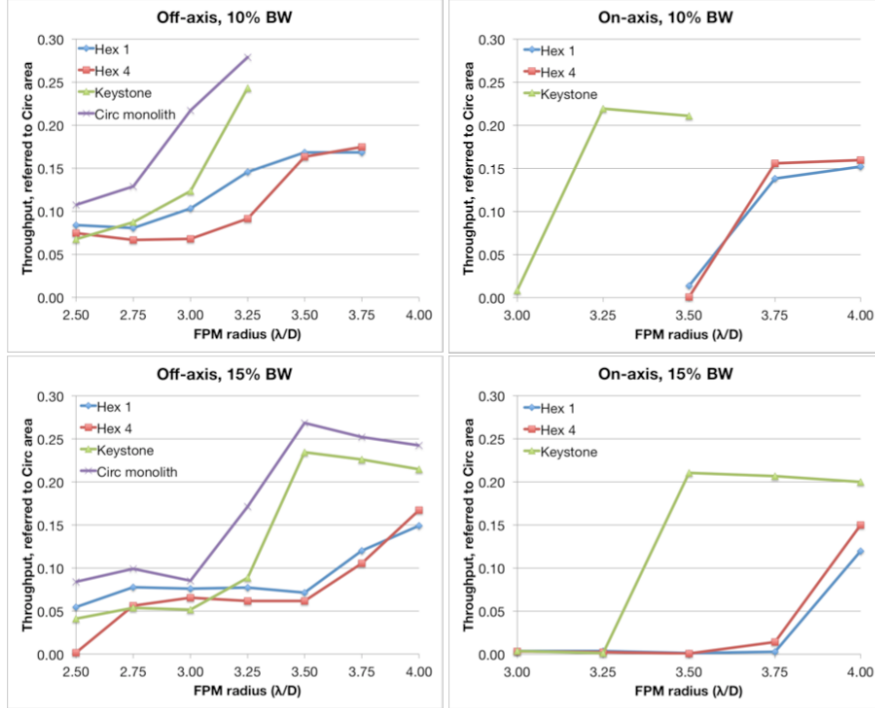 Off-axis, 10% BW
Throughput, referred to Circ area
0.30
0.25
0.20
0.15
0.10
0.05
0.00
Hex 1
Hex 4
Keystone
Circ monolith
2.50 2.75 3.00 3.25 3.50 3.75 4.00
FPM radius (λ/D)
On-axis, 10% BW
Throughput, referred to Circ area
0.30
0.25
0.20
0.15
0.10
0.05
0.00
Hex 1
Hex 4
Keystone
3.00 3.25 3.50 3.75 4.00
FPM radius (λ/D)
Off-axis, 15% BW
Throughput, referred to Circ area
0.30
0.25
0.20
0.15
0.10
0.05
0.00
Hex 1
Hex 4
Keystone
Circ monolith
2.50 2.75 3.00 3.25 3.50 3.75 4.00
FPM radius (λ/D)
On-axis, 15% BW
Throughput, referred to Circ area
0.30
0.25
0.20
0.15
0.10
0.05
0.00
Hex 1
Hex 4
Keystone
3.00 3.25 3.50 3.75 4.00
FPM radius (λ/D)